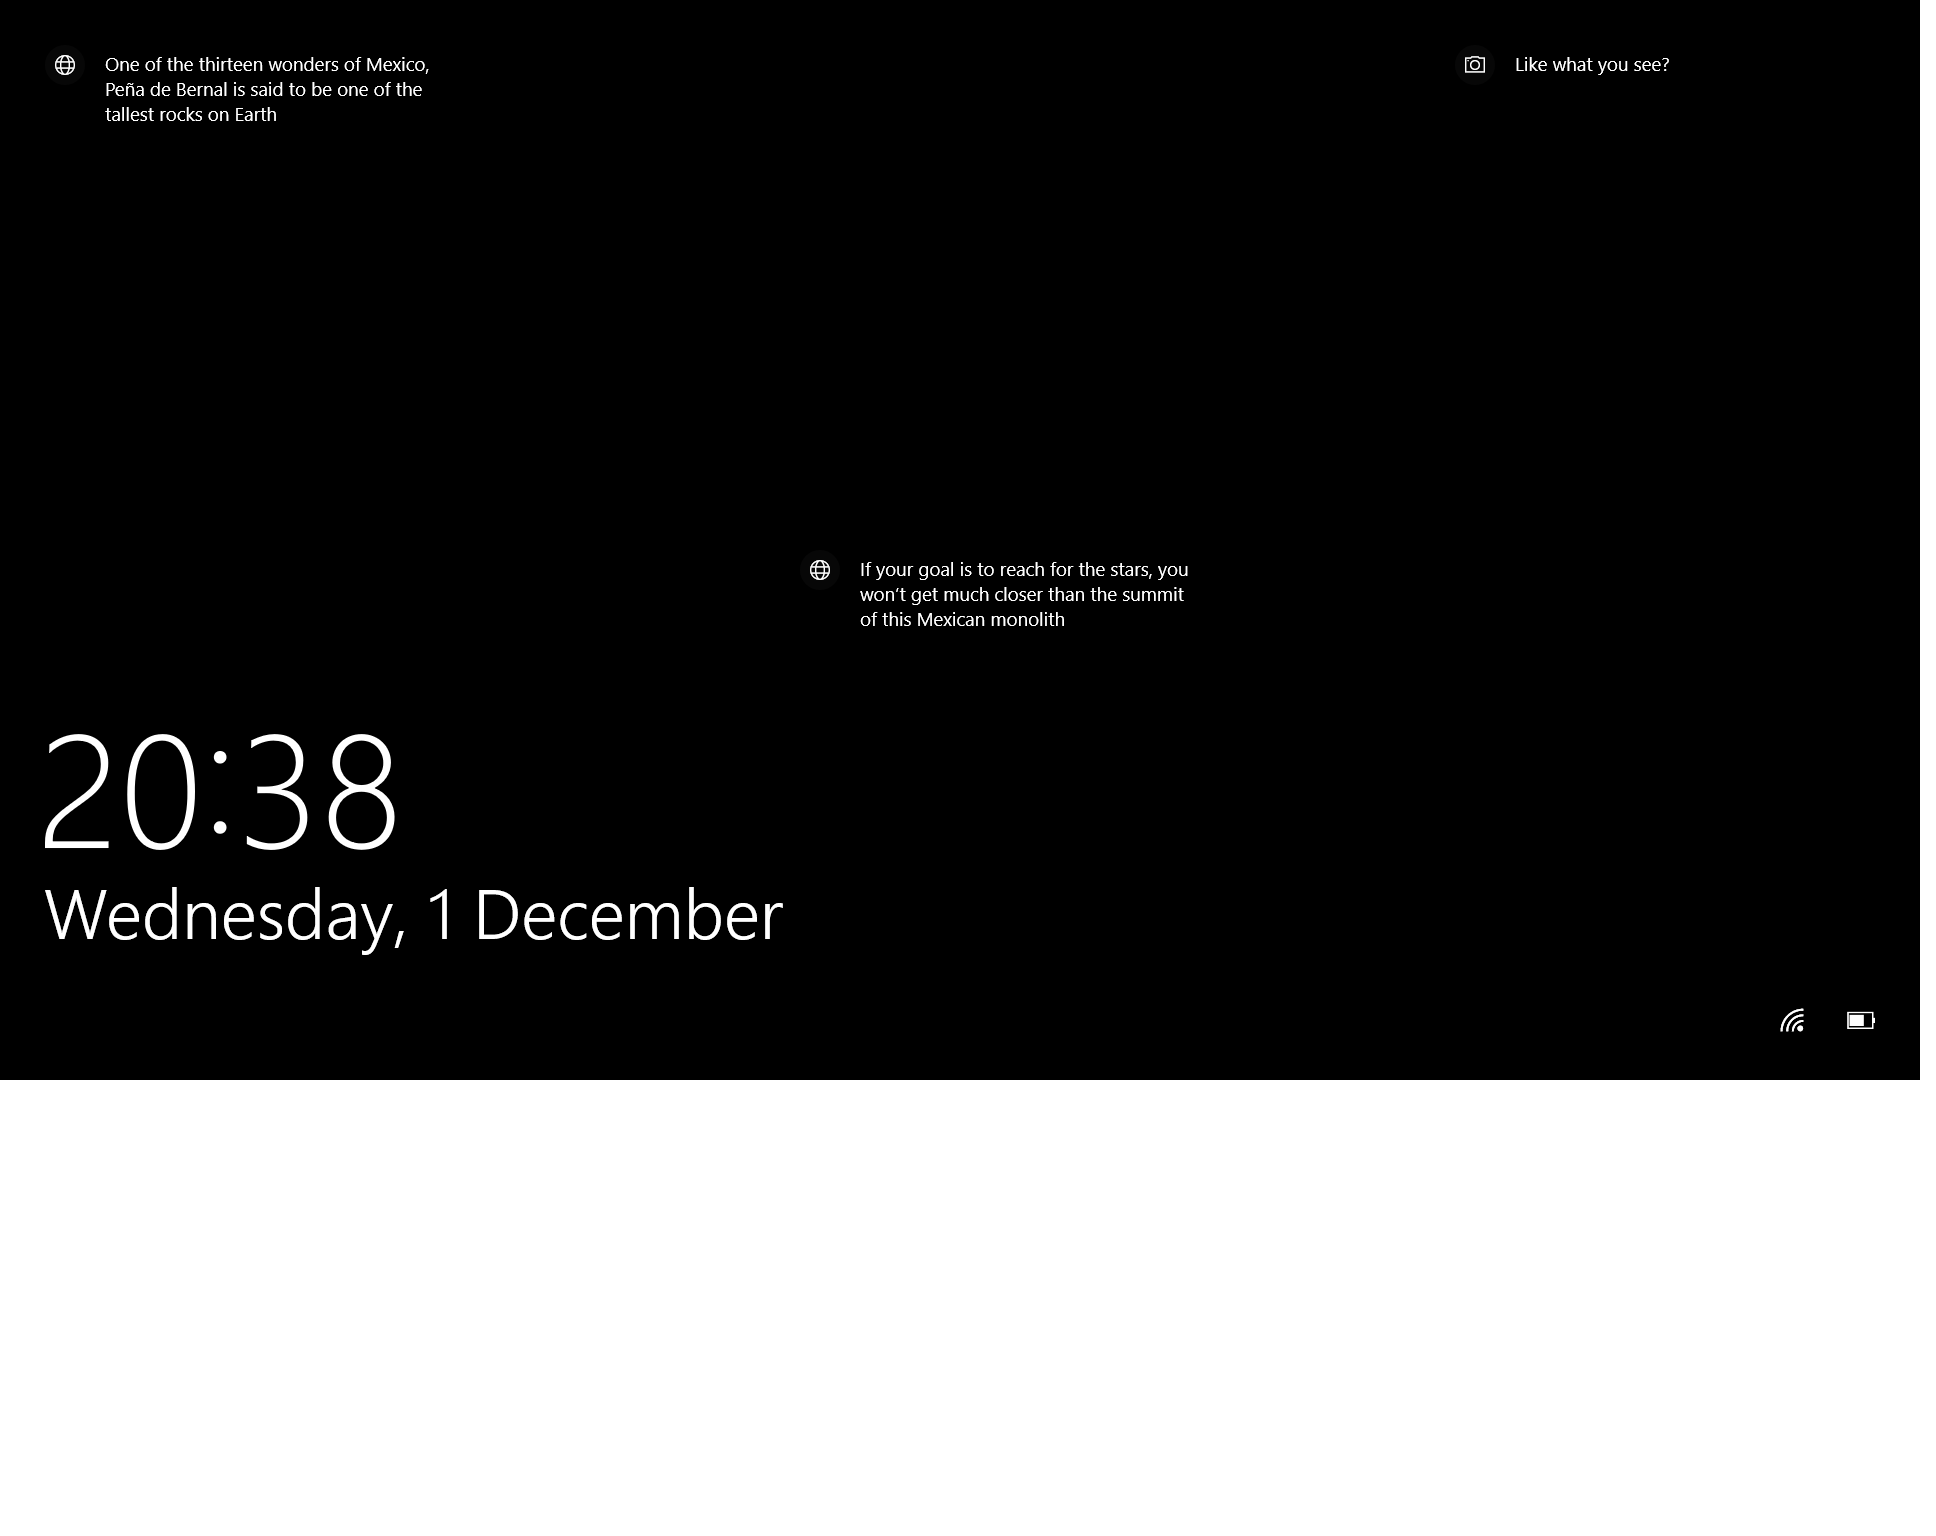 One of the thirteen wonders of Mexico,
Peña de Bernal is said to be one of the
tallest rocks on Earth
Like what you see?
If your goal is to reach for the stars, you
won’t get much closer than the summit
of this Mexican monolith
20:38
Wednesday, 1 December